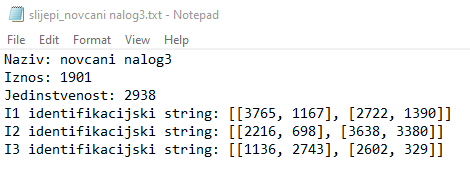 slijepi_novcani nalog3.txt - Notepad
File Edit Format View Help
Naziv: novcani nalog3
Iznos: 1901
Jedinstvenost: 2938
I1 identifikacijski string: [[3765, 1167], [2722, 1390]]
I2 identifikacijski string: [[2216, 698], [3638, 3380]]
I3 identifikacijski string: [[1136, 2743], [2602, 329]]